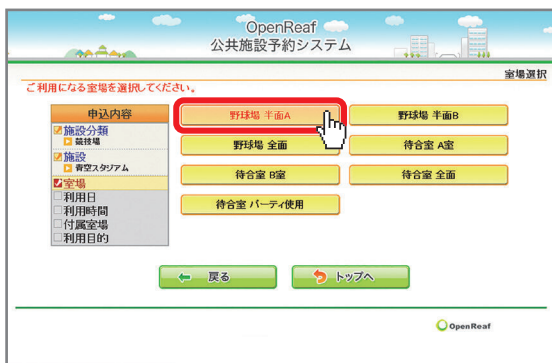 OpenReaf
公共施設予約システム
室場選択
ご利用になる室場を選択してください。
申込内容
施設分類
競技場
施設
青空スタジアム
室場
利用日
利用時間
付属室場
利用目的
野球場 半面A
野球場 半面B
野球場 全面
待合室 A室
待合室 B室
待合室 全面
待合室 パーティ使用
戻る
トップへ
OpenReaf